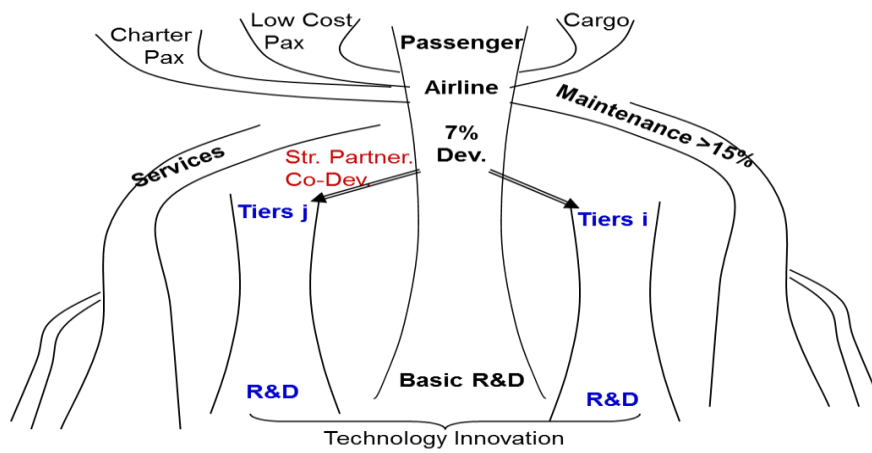 Charter
Pax
Low Cost
Pax
Passenger
Cargo
Airline
Maintenance >15%
7%
Dev.
Services
Str. Partner.
Co-Dev.
Tiers j
Tiers i
R&D
Basic R&D
R&D
Technology Innovation